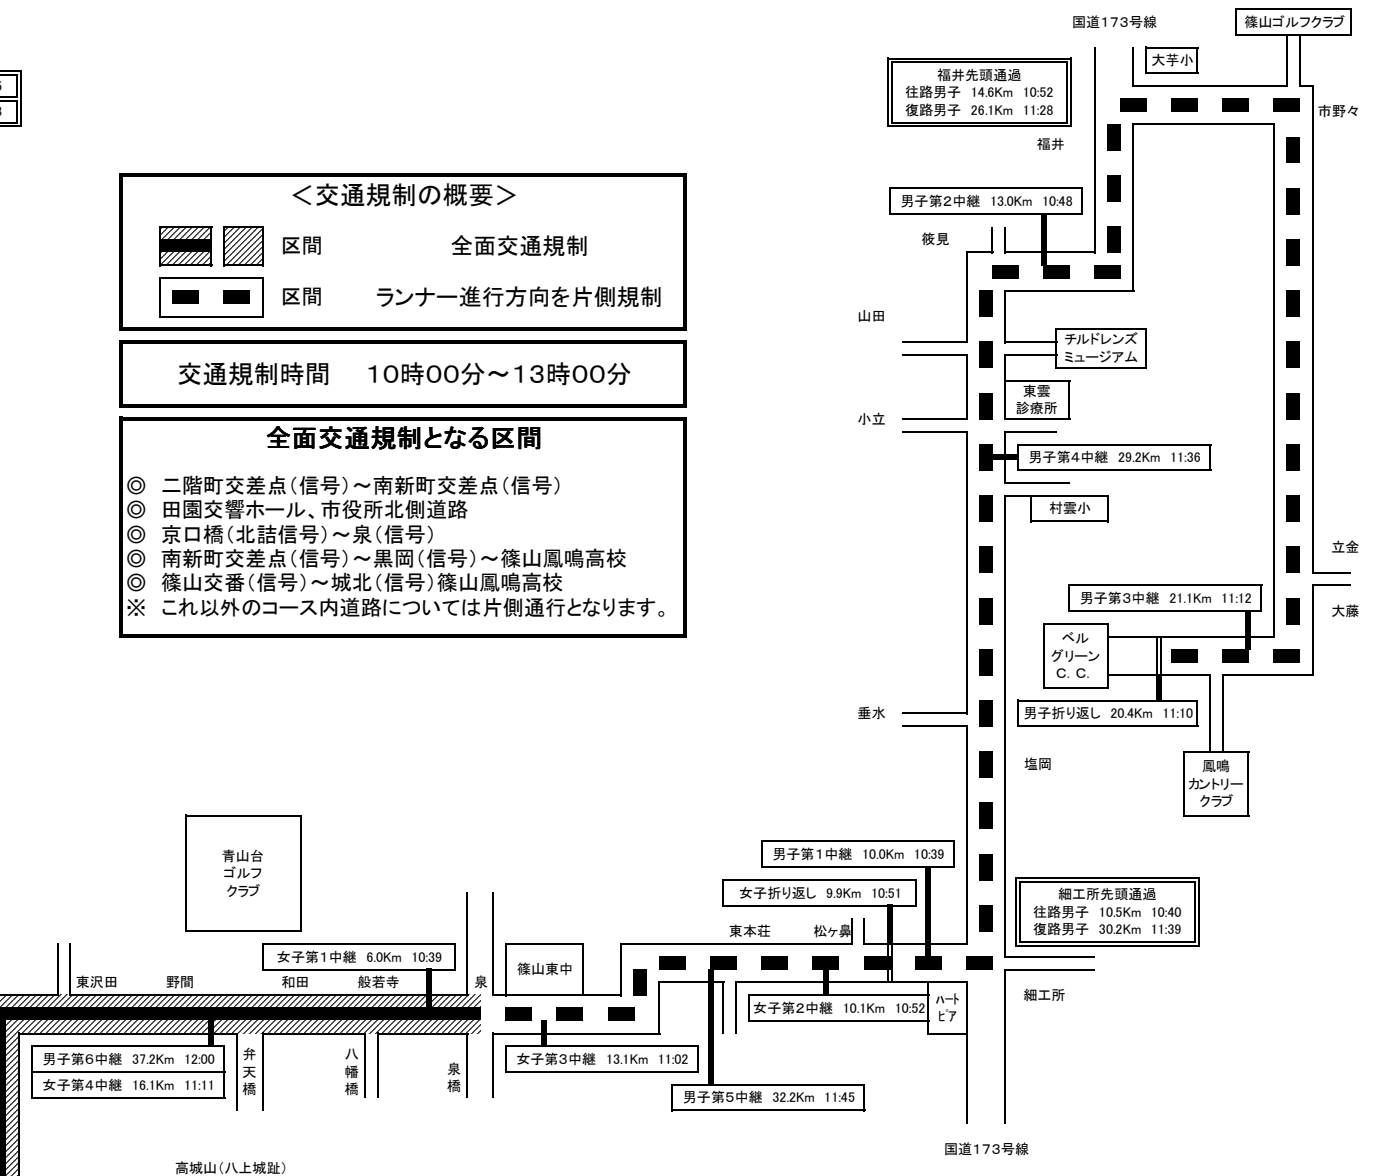 国道173号線
篠山ゴルフクラブ
大芋小
市野々
福井先頭通過
往路男子 14.6Km 10:52
復路男子 26.1Km 11:28
福井
＜交通規制の概要＞
区間 全面交通規制
区間 ランナー進行方向を片側規制
男子第2中継 13.0Km 10:48
筱見
山田
チルドレンズ
ミュージアム
交通規制時間 10時00分～13時00分
東雲
診療所
小立
全面交通規制となる区間
◎ 二階町交差点(信号)～南新町交差点(信号)
◎ 田園交響ホール、市役所北側道路
◎ 京口橋(北詰信号)～泉(信号)
◎ 南新町交差点(信号)～黒岡(信号)～篠山鳳鳴高校
◎ 篠山交番(信号)～城北(信号)篠山鳳鳴高校
※ これ以外のコース内道路については片側通行となります。
男子第4中継 29.2Km 11:36
村雲小
立金
男子第3中継 21.1Km 11:12
大藤
ベル
グリーン
C. C.
男子折り返し 20.4Km 11:10
垂水
塩岡
鳳鳴
カントリー
クラブ
青山台
ゴルフ
クラブ
男子第1中継 10.0Km 10:39
女子折り返し 9.9Km 10:51
細工所先頭通過
往路男子 10.5Km 10:40
復路男子 30.2Km 11:39
東本荘
松ヶ鼻
女子第1中継 6.0Km 10:39
篠山東中
東沢田
野間
和田
般若寺
泉
細工所
女子第2中継 10.1Km 10:52
ハート
ピア
男子第6中継 37.2Km 12:00
女子第4中継 16.1Km 11:11
弁天橋
八幡橋
泉橋
女子第3中継 13.1Km 11:02
男子第5中継 32.2Km 11:45
国道173号線
高城山(八上城趾)